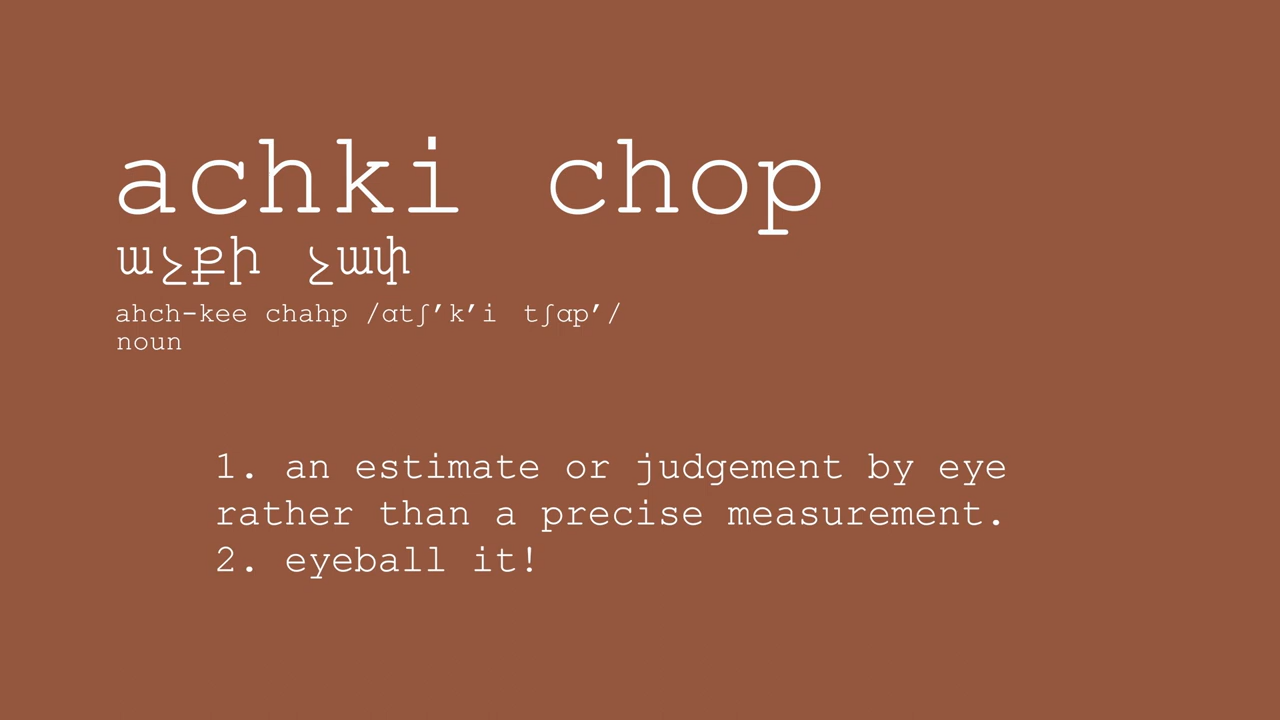 achki chop
աչքի չափ
ahch-kee chahp /ɑtʃ’k’i tʃɑp’/
noun
1. an estimate or judgement by eye
rather than a precise measurement.
2. eyeball it!